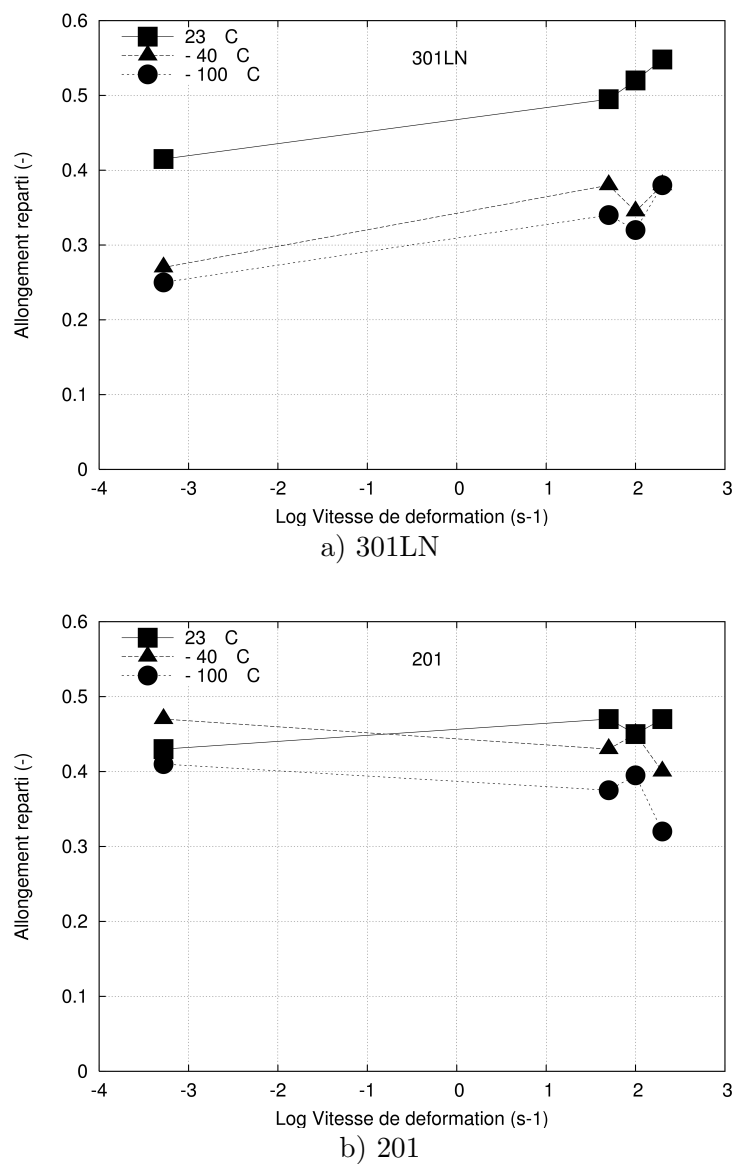 0.6
23 C
- 40 C
- 100 C
301LN
0.5
0.4
0.3
0.2
0.1
0
Allongement reparti (-)
-4 -3 -2 -1 0 1 2 3
Log Vitesse de deformation (s-1)
a) 301LN
0.6
23 C
- 40 C
- 100 C
201
0.5
0.4
0.3
0.2
0.1
0
Allongement reparti (-)
-4 -3 -2 -1 0 1 2 3
Log Vitesse de deformation (s-1)
b) 201